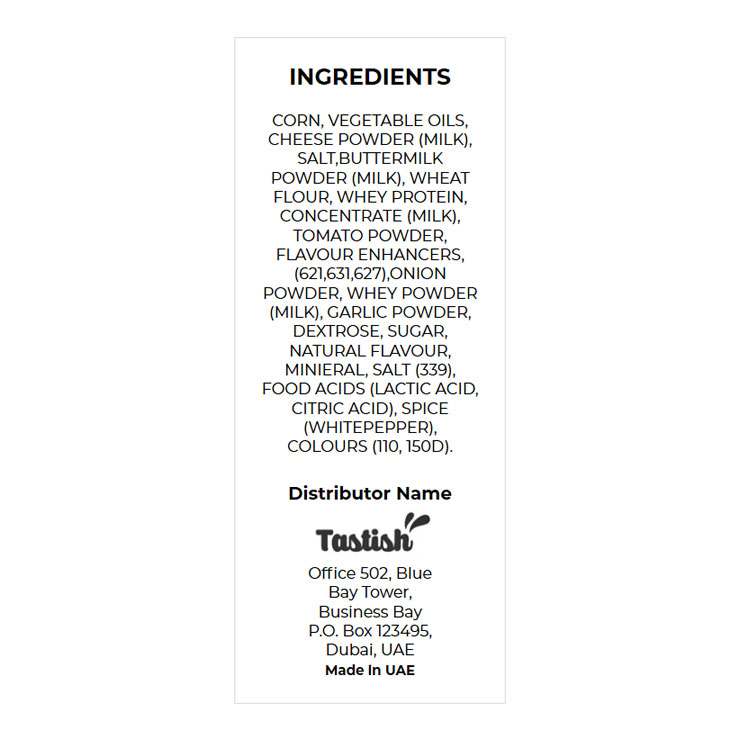 INGREDIENTS
CORN, VEGETABLE OILS,
CHEESE POWDER (MILK),
SALT,BUTTERMILK
POWDER (MILK), WHEAT
FLOUR, WHEY PROTEIN,
CONCENTRATE (MILK),
TOMATO POWDER,
FLAVOUR ENHANCERS,
(621,631,627),ONION
POWDER, WHEY POWDER
(MILK), GARLIC POWDER,
DEXTROSE, SUGAR,
NATURAL FLAVOUR,
MINIERAL, SALT (339),
FOOD ACIDS (LACTIC ACID,
CITRIC ACID), SPICE
(WHITEPEPPER),
COLOURS (110, 150D).
Distributor Name
Tastish
Office 502, Blue
Bay Tower,
Business Bay
P.O. Box 123495,
Dubai, UAE
Made In UAE